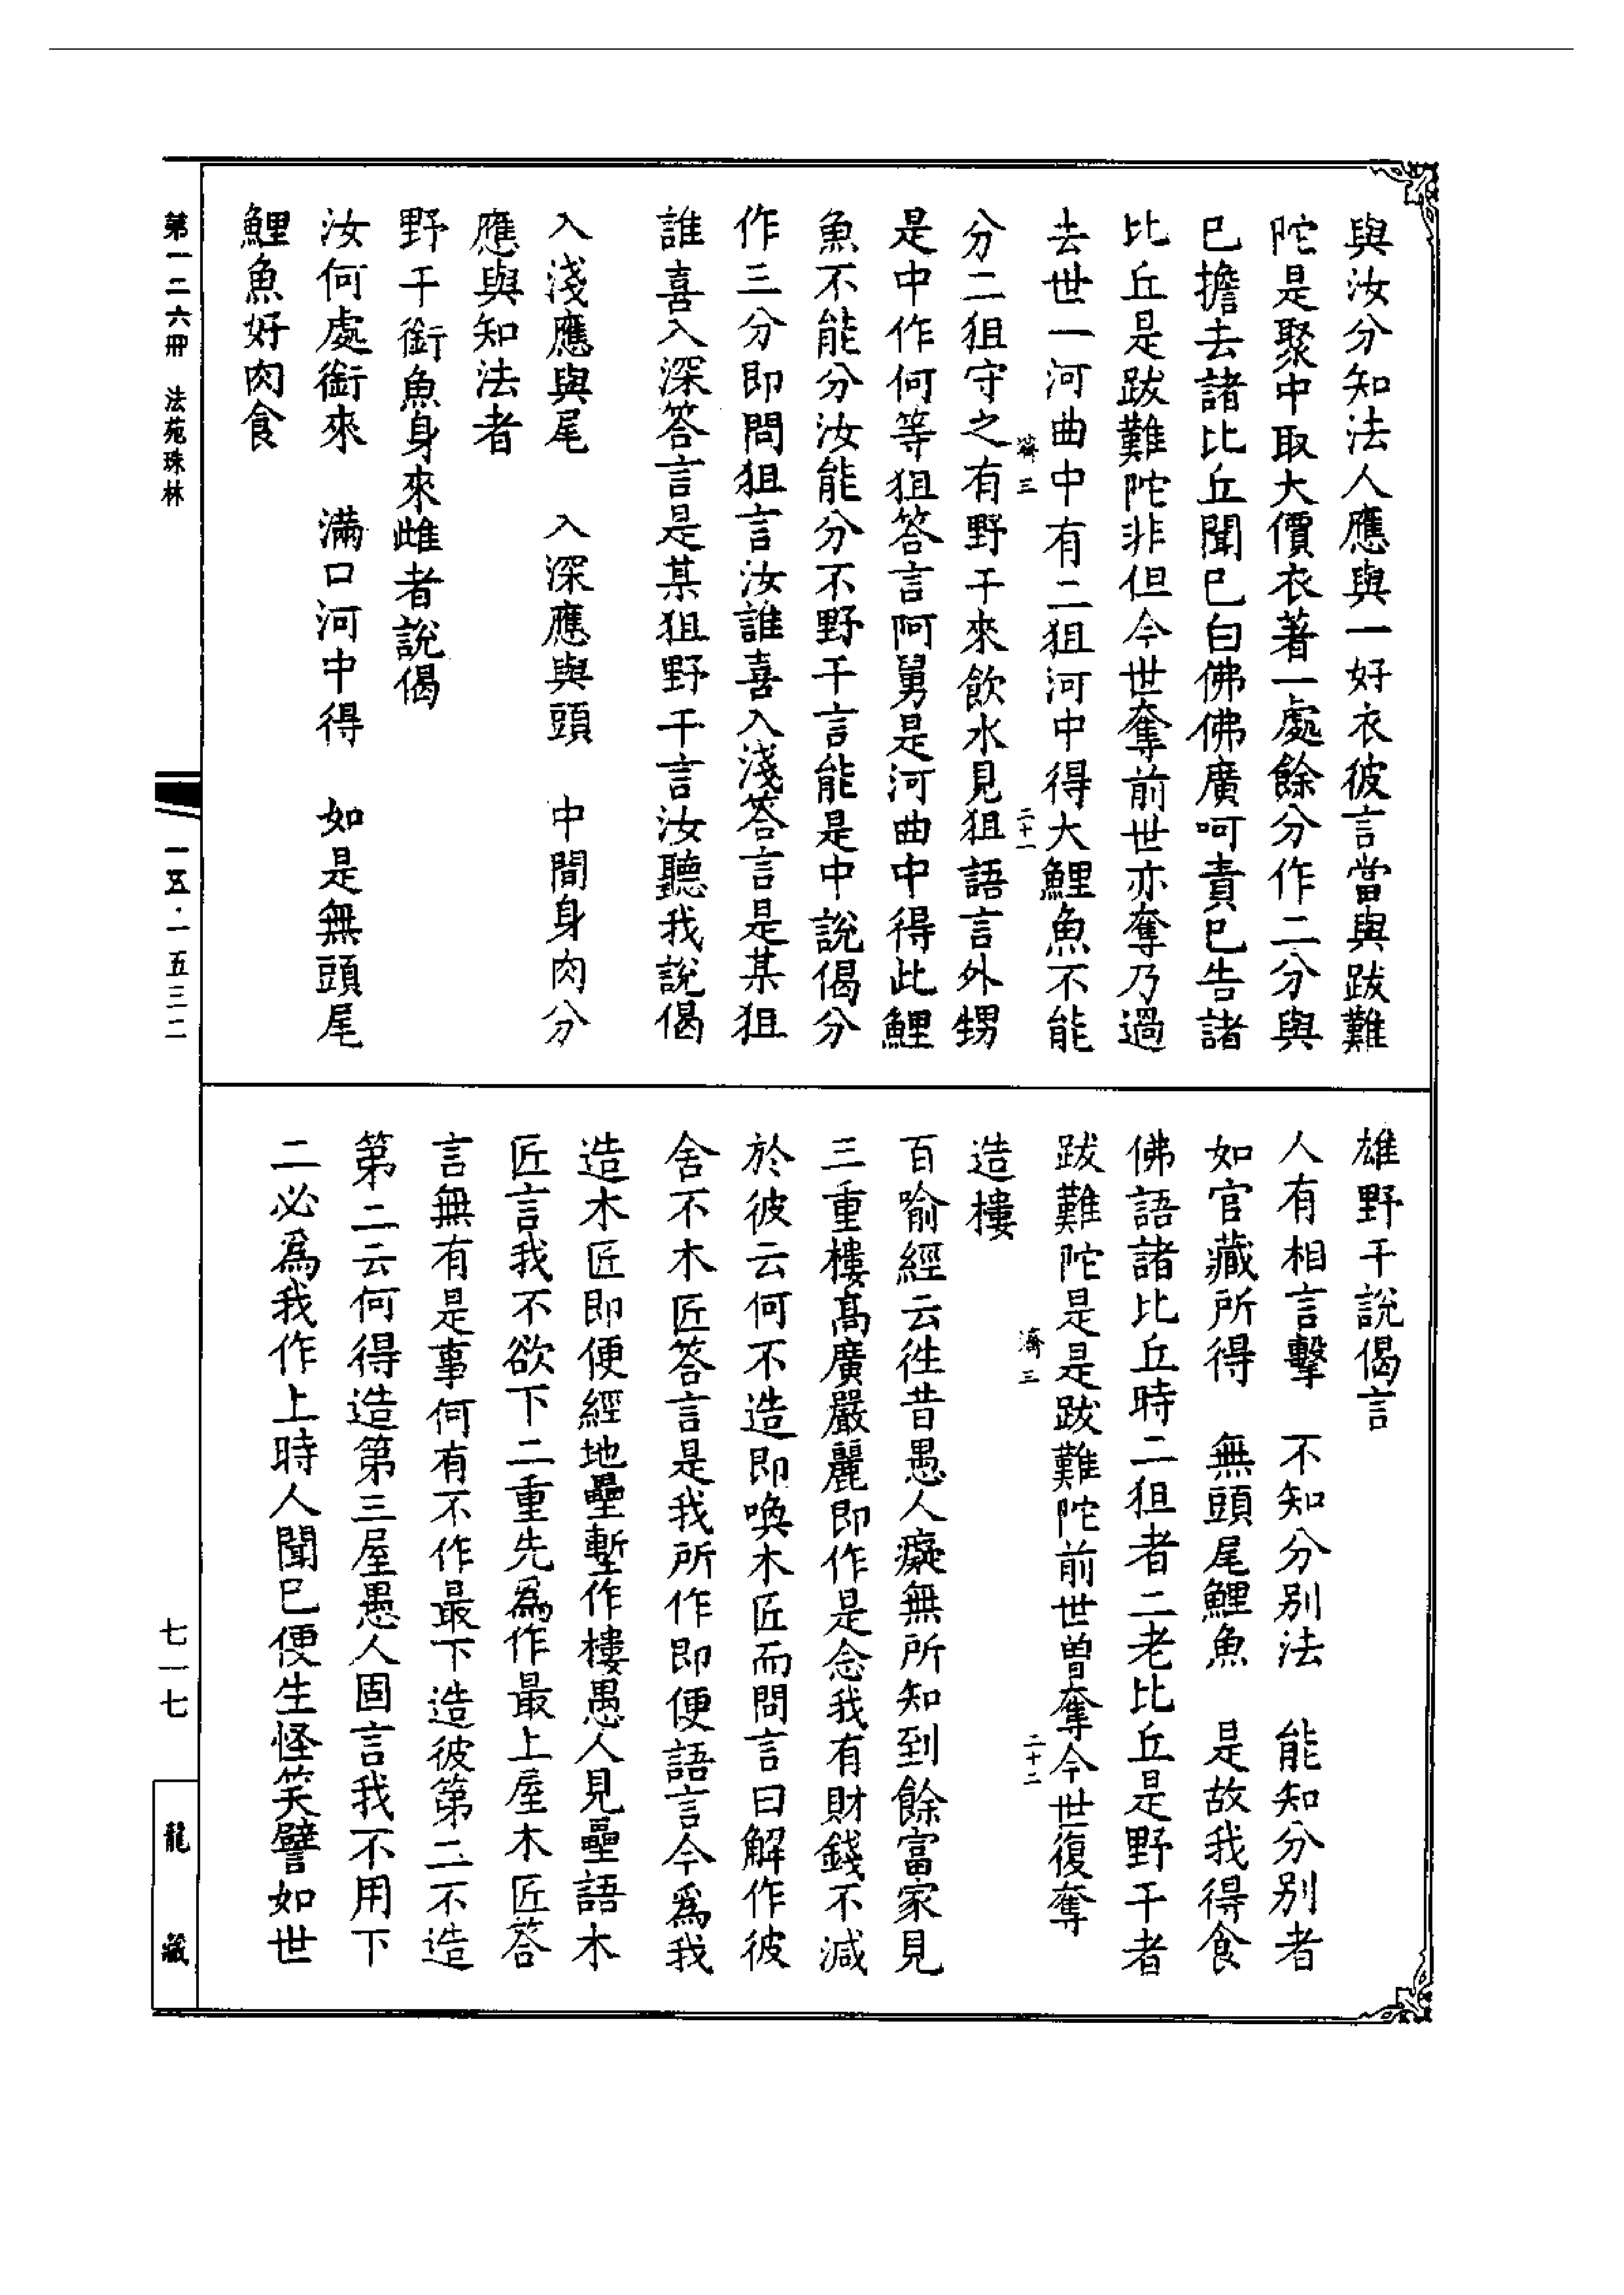 與汝分知法人應與一好衣彼言當與跋難
陀是聚中取大價衣著一處餘分作二分與
巳擔去諸比丘聞巳白佛佛廣呵責巳告諸
比丘是跋難陀非但今世奪前世亦奪乃過
去世一河曲中有二狙河中得大鯉魚不能
濟三
二十一
分二狙守之有野干來飲水見狙語言外甥
是中作何等狙答言阿舅是河曲中得此鯉
魚不能分汝能分不野干言能是中說偈分
作三分即問狙言汝誰喜入淺答言是某狙
誰喜入深答言是某狙野干言汝聽我說偈
入淺應與尾　入深應與頭　中間身肉分
應與知法者
野干銜魚身來雌者說偈
汝何處銜來　滿口河中得　如是無頭尾
鯉魚好肉食
雄野干說偈言
人有相言擊　不知分別法　能知分別者
如官藏所得　無頭尾鯉魚　是故我得食
佛語諸比丘時二狙者二老比丘是野干者
跋難陀是是跋難陀前世曾奪今世復奪
濟三
二十二
造樓
百喻經云徃昔愚人癡無所知到餘富家見
三重樓高廣嚴麗即作是念我有財錢不減
於彼云何不造即喚木匠而問言曰解作彼
舍不木匠答言是我所作即便語言今爲我
造木匠即便經地壘墼作樓愚人見壘語木
匠言我不欲下二重先爲作最上屋木匠答
言無有是事何有不作最下造彼第二不造
第二云何得造第三屋愚人固言我不用下
二必爲我作上時人聞巳便生怪笑譬如世
第一二六冊　法苑珠林
一五·一五三二
七一七
龍藏